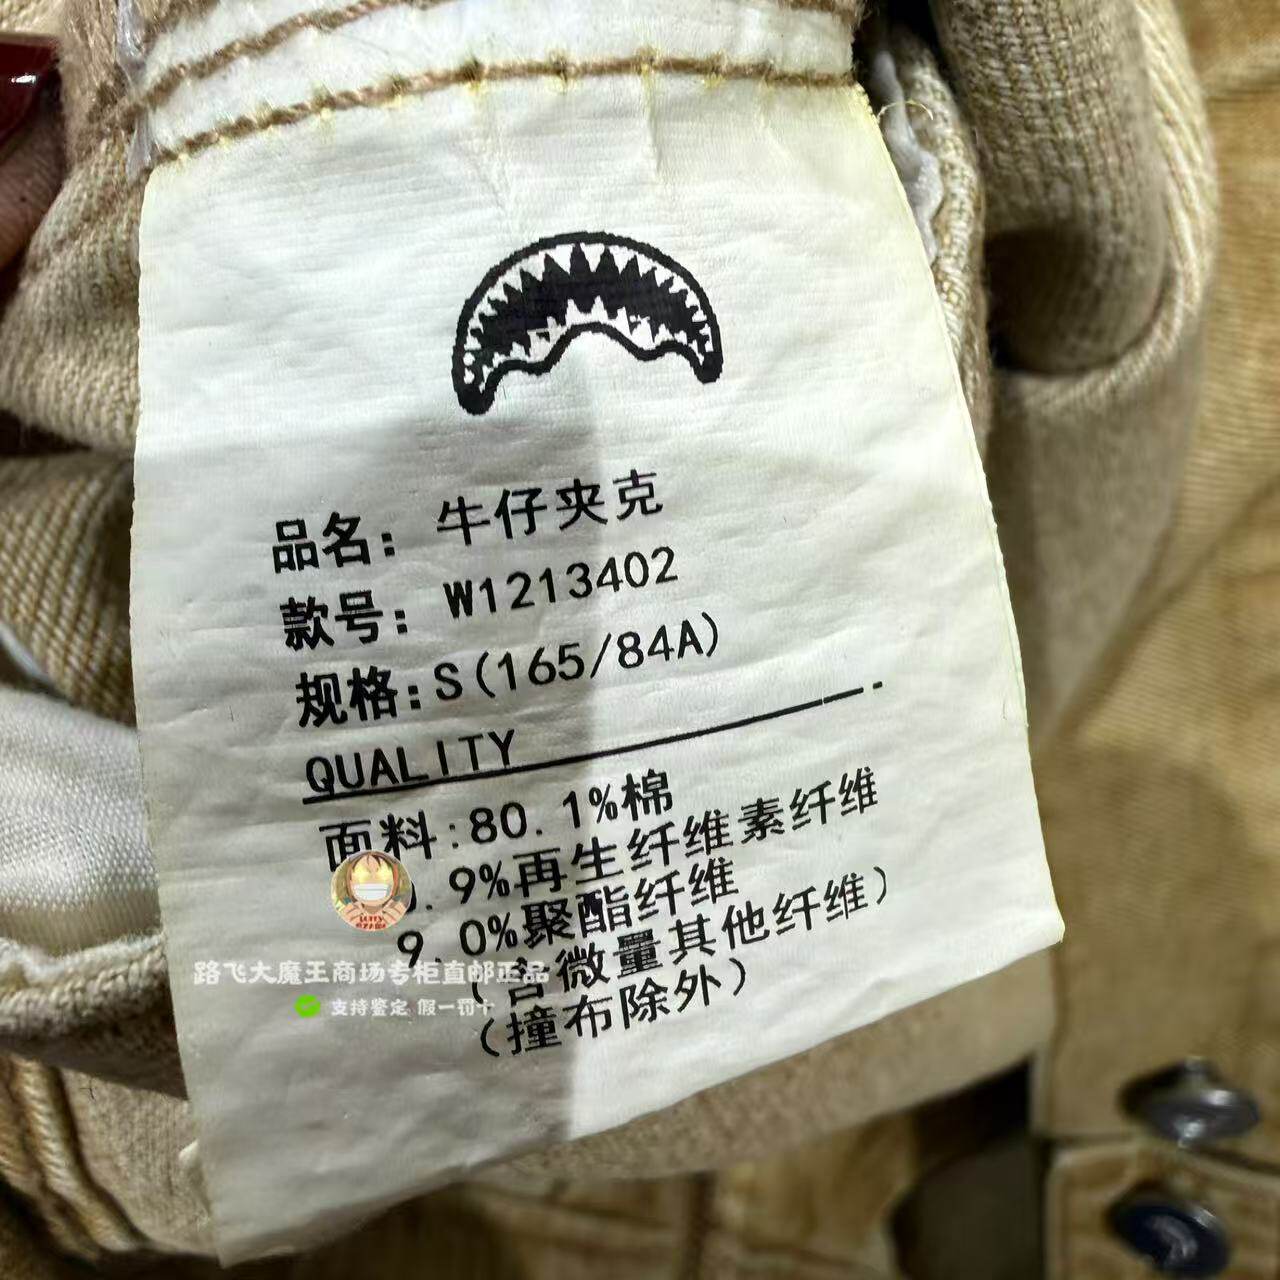 品名: 牛仔夹克
款号: W1213402
规格:S(165/84A)
QUALITY
面料:80.1%棉
.9%再生纤维素纤维
9.0%聚酯纤维
(含微量其他纤维)
(撞布除外)
路飞大魔王商场专柜直邮正品
支持鉴定 假一罚十